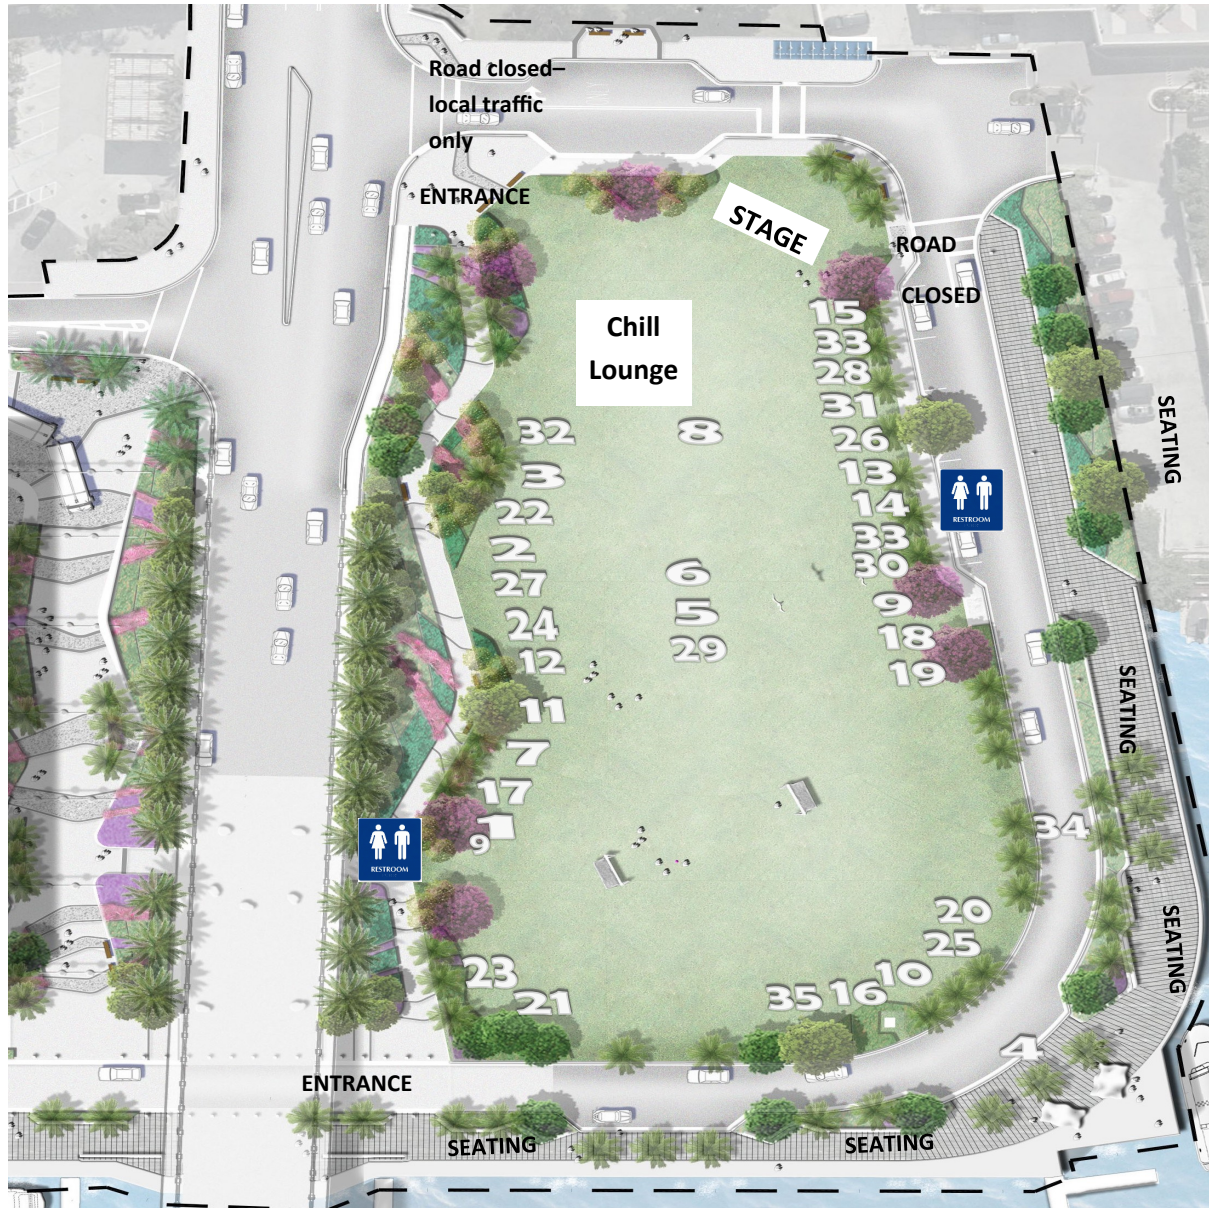 Road closed–
local traffic
only
ENTRANCE
STAGE
ROAD
CLOSED
Chill
Lounge
15
33
28
31
26
13
14
33
30
9
18
19
32
3
22
2
27
24
12
11
7
17
1
9
8
6
5
29
SEATING
RESTROOM
SEATING
RESTROOM
34
SEATING
20
25
10
16
35
23
21
4
ENTRANCE
SEATING
SEATING